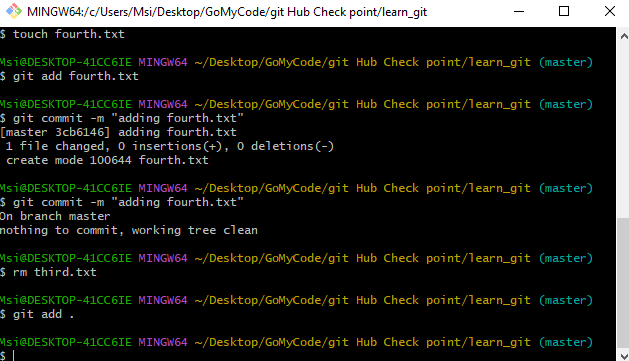 MINGW64:/c/Users/Msi/Desktop/GoMyCode/git Hub Check point/learn_git
$ touch fourth.txt
Msi@DESKTOP-41CC6IE MINGW64 ~/Desktop/GoMyCode/git Hub Check point/learn_git (master)
$ git add fourth.txt
Msi@DESKTOP-41CC6IE MINGW64 ~/Desktop/GoMyCode/git Hub Check point/learn_git (master)
$ git commit -m "adding fourth.txt"
[master 3cb6146] adding fourth.txt
1 file changed, 0 insertions(+), 0 deletions(-)
create mode 100644 fourth.txt
Msi@DESKTOP-41CC6IE MINGW64 ~/Desktop/GoMyCode/git Hub Check point/learn_git (master)
$ git commit -m "adding fourth.txt"
On branch master
nothing to commit, working tree clean
Msi@DESKTOP-41CC6IE MINGW64 ~/Desktop/GoMyCode/git Hub Check point/learn_git (master)
$ rm third.txt
Msi@DESKTOP-41CC6IE MINGW64 ~/Desktop/GoMyCode/git Hub Check point/learn_git (master)
$ git add .
Msi@DESKTOP-41CC6IE MINGW64 ~/Desktop/GoMyCode/git Hub Check point/learn_git (master)
$